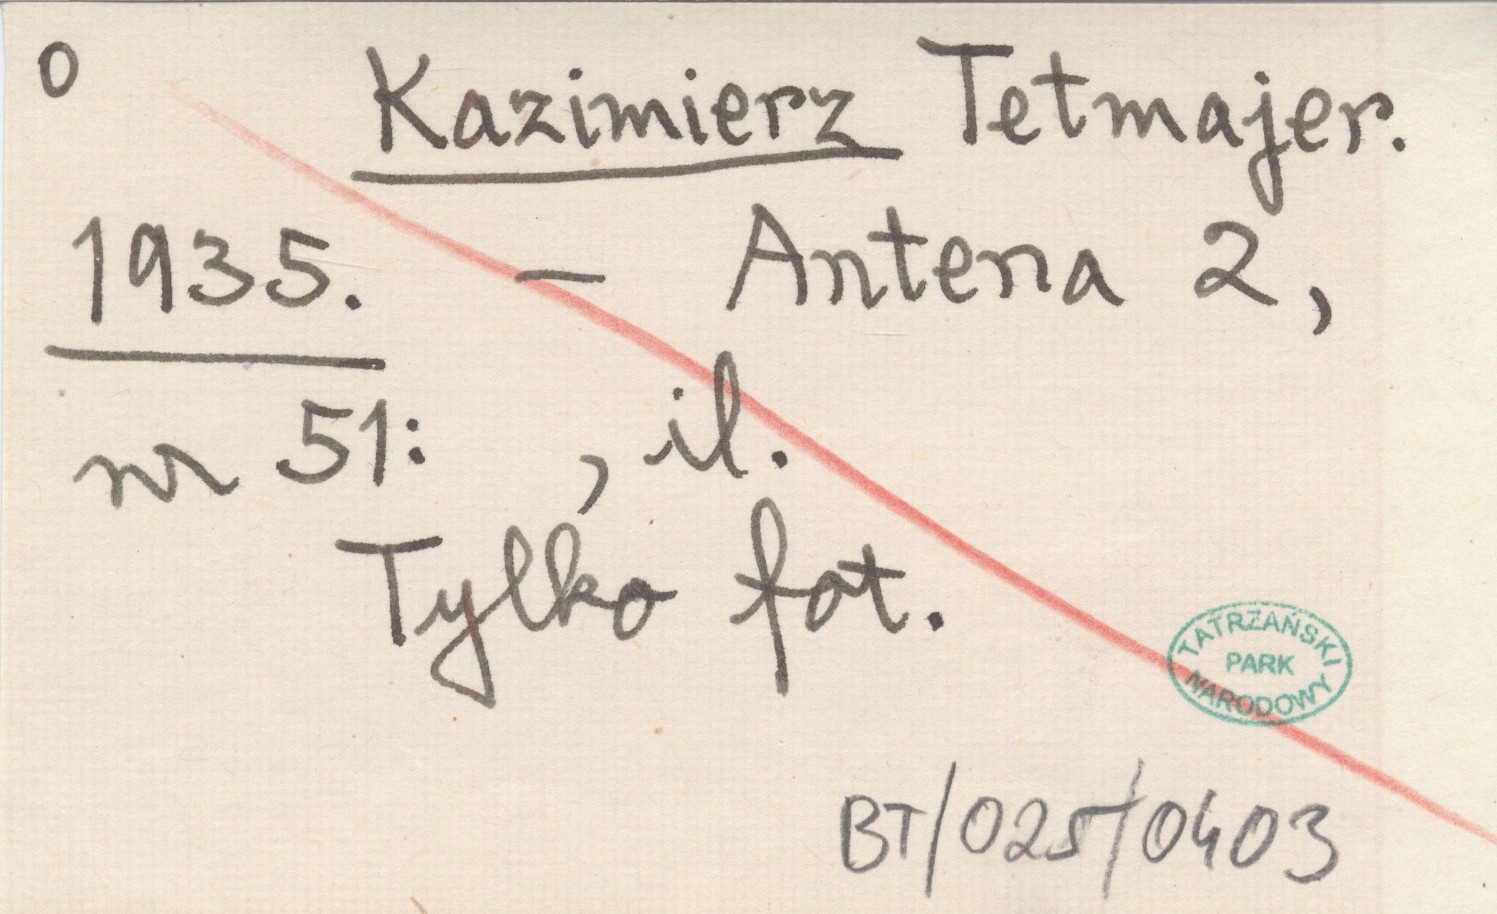 O Kazimierz Tetmajer.
1935. — Antena 2,
nr 51: , il.
Tylko fot.
TATRZAŃSKI
PARK
NARODOWY
BT/025/0403